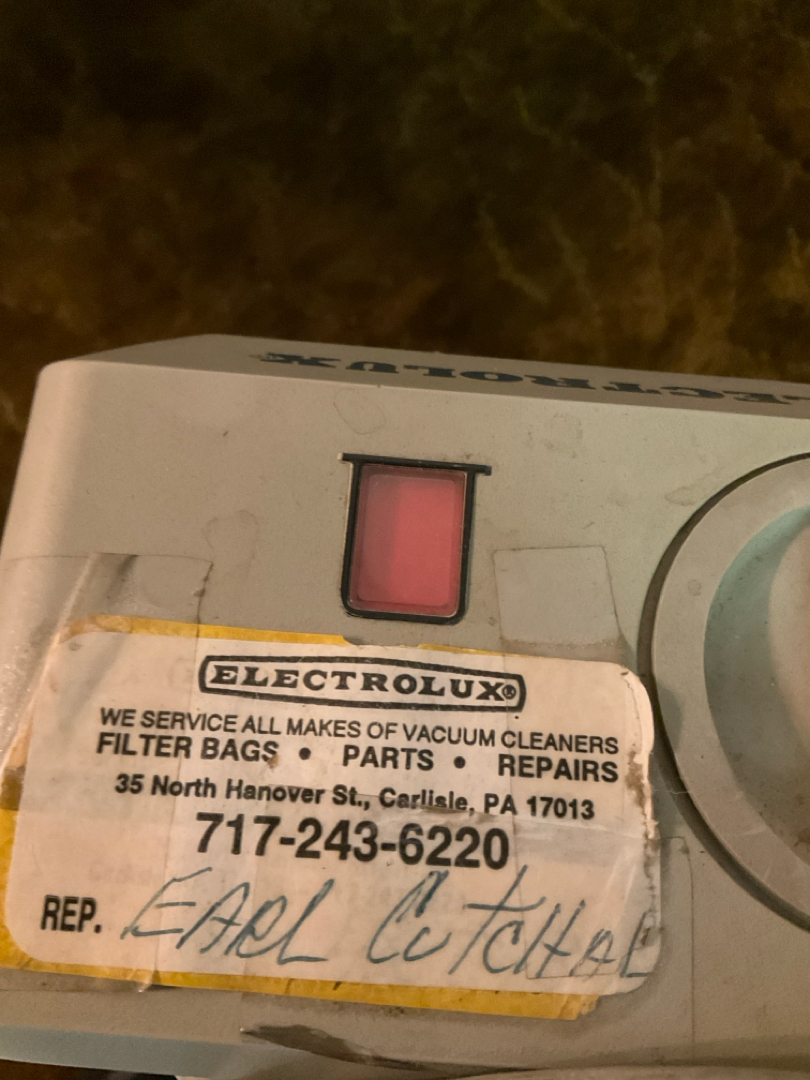 ELECTROLUX
ELECTROLUX®
WE SERVICE ALL MAKES OF VACUUM CLEANERS
FILTER BAGS • PARTS • REPAIRS
35 North Hanover St., Carlisle, PA 17013
717-243-6220
REP. EARL